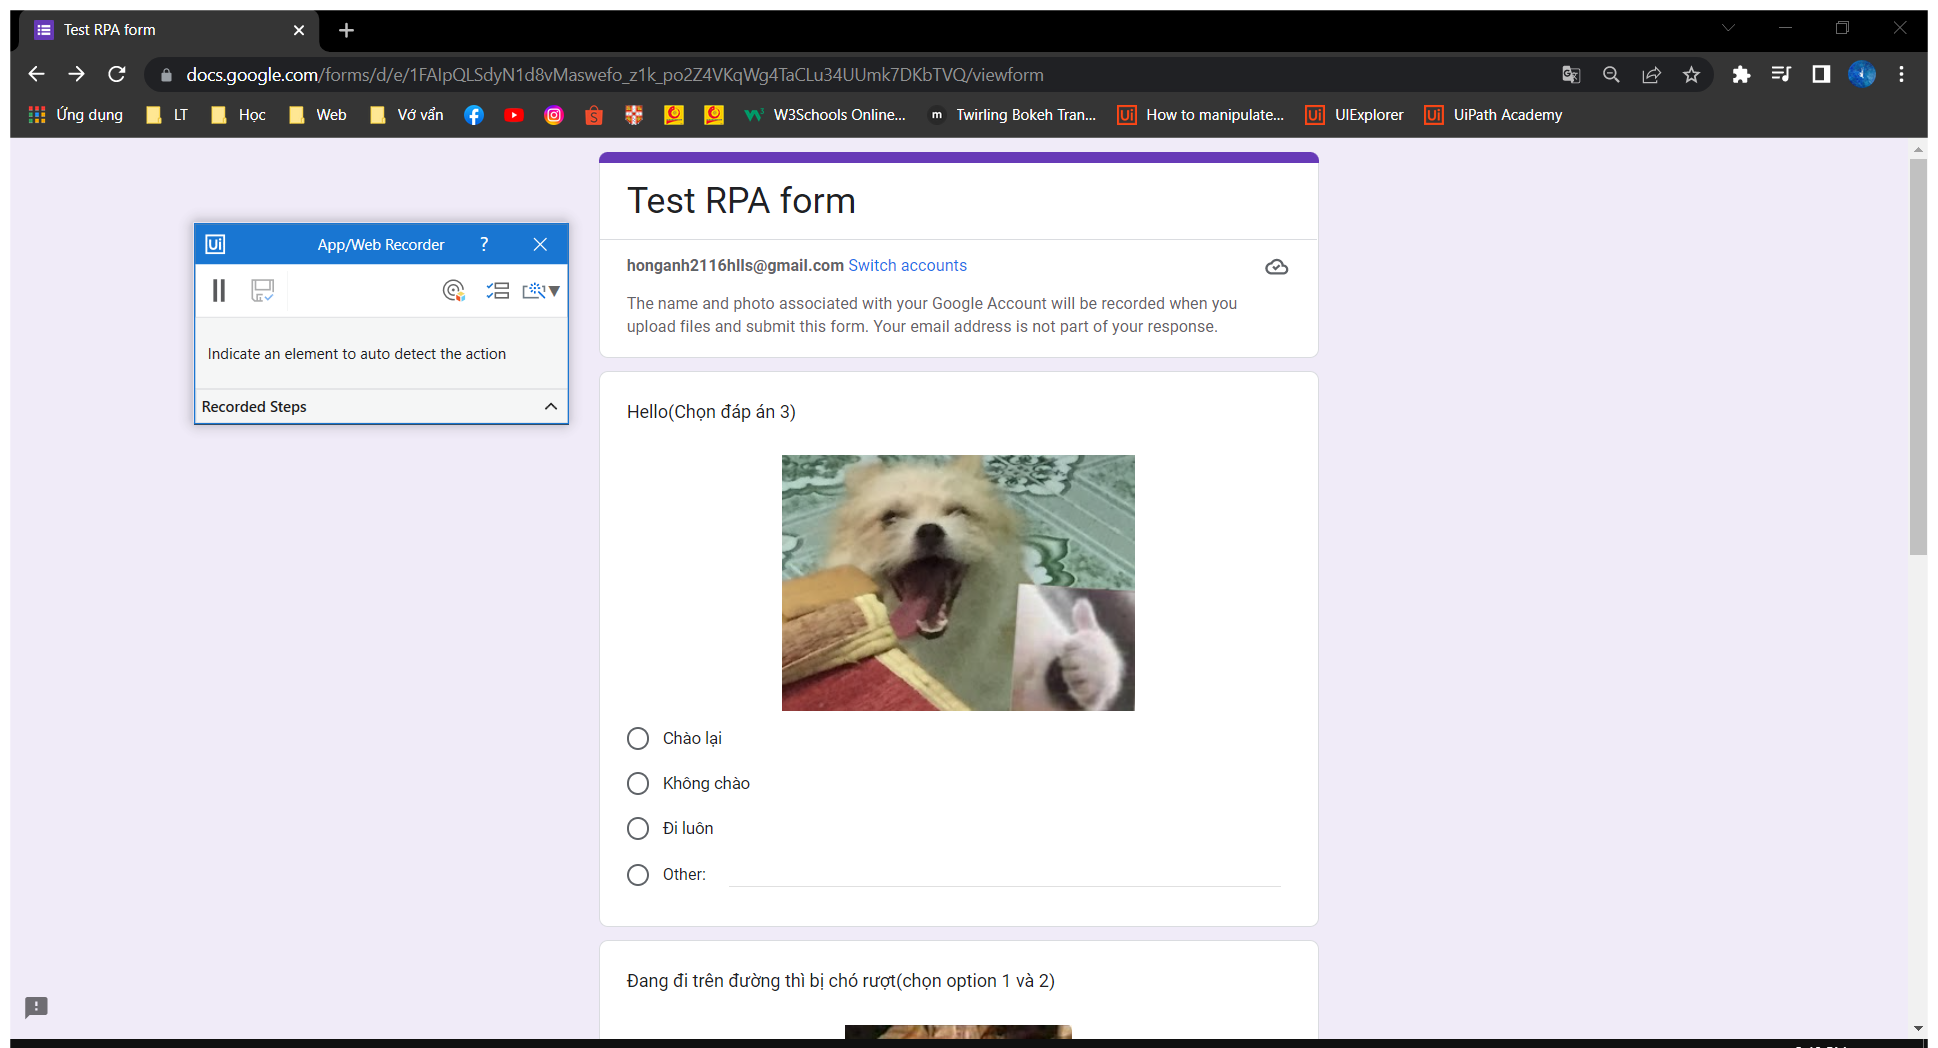 Test RPA form
docs.google.com/forms/d/e/1FAIpQLSdyN1d8vMaswefo_z1k_po2Z4VKqWg4TaCLu34UUmk7DKbTVQ/viewform
Ứng dụng LT Học Web Vớ vẩn W3Schools Online... Twirling Bokeh Tran... How to manipulate... UIExplorer UiPath Academy
Test RPA form
honganh2116hlls@gmail.com Switch accounts
The name and photo associated with your Google Account will be recorded when you
upload files and submit this form. Your email address is not part of your response.
Ui App/Web Recorder ?
Indicate an element to auto detect the action
Recorded Steps
Hello(Chọn đáp án 3)
Chào lại
Không chào
Đi luôn
Other:
Đang đi trên đường thì bị chó rượt(chọn option 1 và 2)